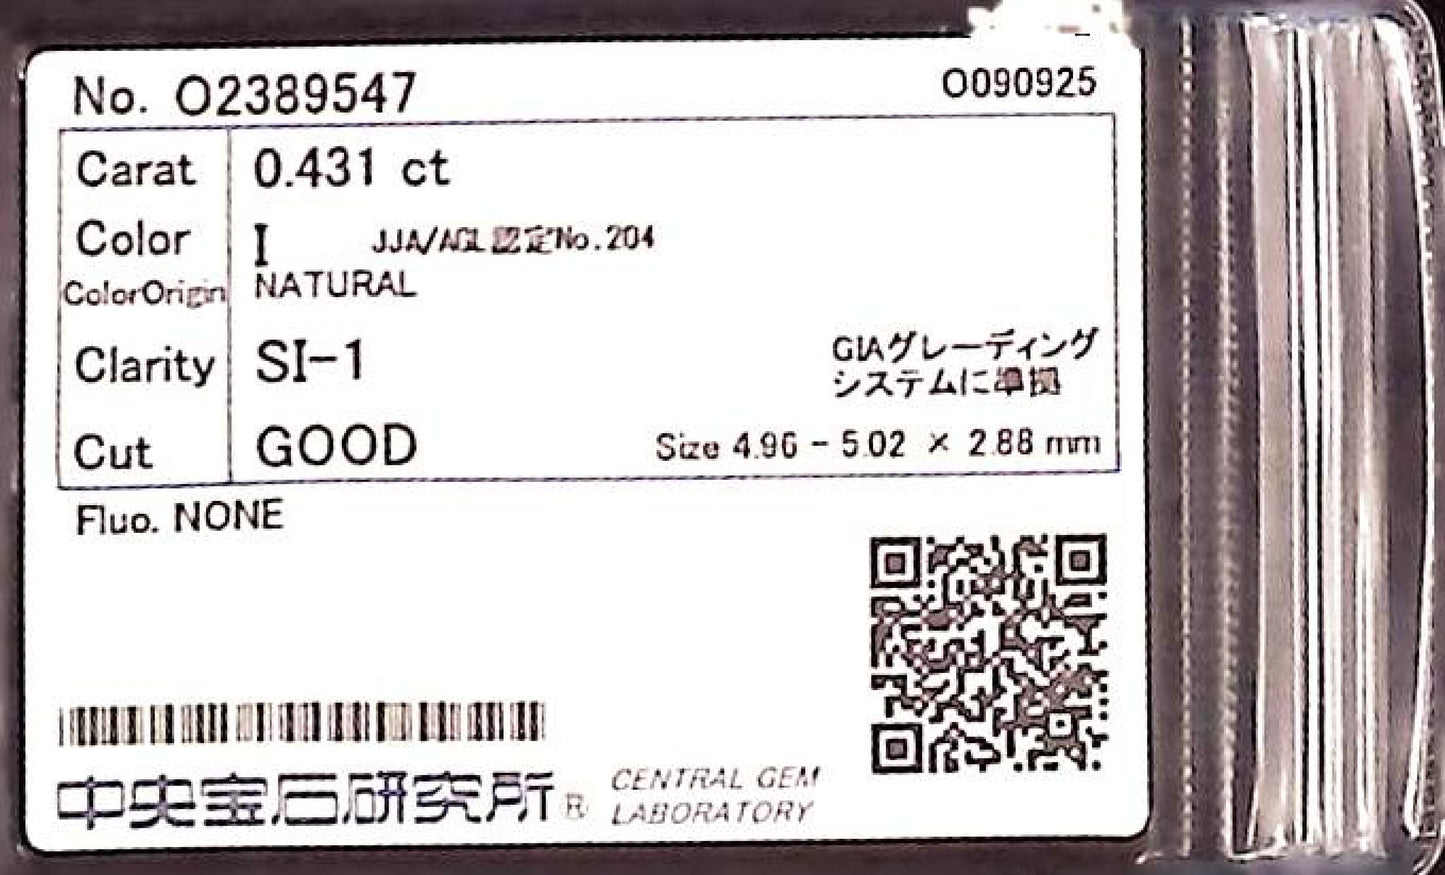 No. O2389547
O090925
Carat 0.431 ct
Color I JJA/AGL認定No.204
ColorOrigin NATURAL
Clarity SI-1
GIAグレーディング
システムに準拠
Cut GOOD Size 4.96 - 5.02 × 2.88 mm
Fluo. NONE
中央宝石研究所® CENTRAL GEM
LABORATORY